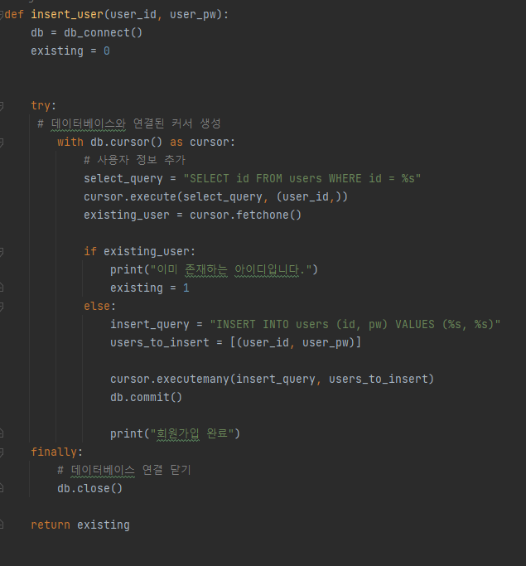 def insert_user(user_id, user_pw):
    db = db_connect()
    existing = 0
    try:
     # 데이터베이스와 연결된 커서 생성
        with db.cursor() as cursor:
            # 사용자 정보 추가
            select_query = "SELECT id FROM users WHERE id = %s"
            cursor.execute(select_query, (user_id,))
            existing_user = cursor.fetchone()
            if existing_user:
                print("이미 존재하는 아이디입니다.")
                existing = 1
            else:
                insert_query = "INSERT INTO users (id, pw) VALUES (%s, %s)"
                users_to_insert = [(user_id, user_pw)]
                cursor.executemany(insert_query, users_to_insert)
                db.commit()
                print("회원가입 완료")
    finally:
        # 데이터베이스 연결 닫기
        db.close()
    return existing